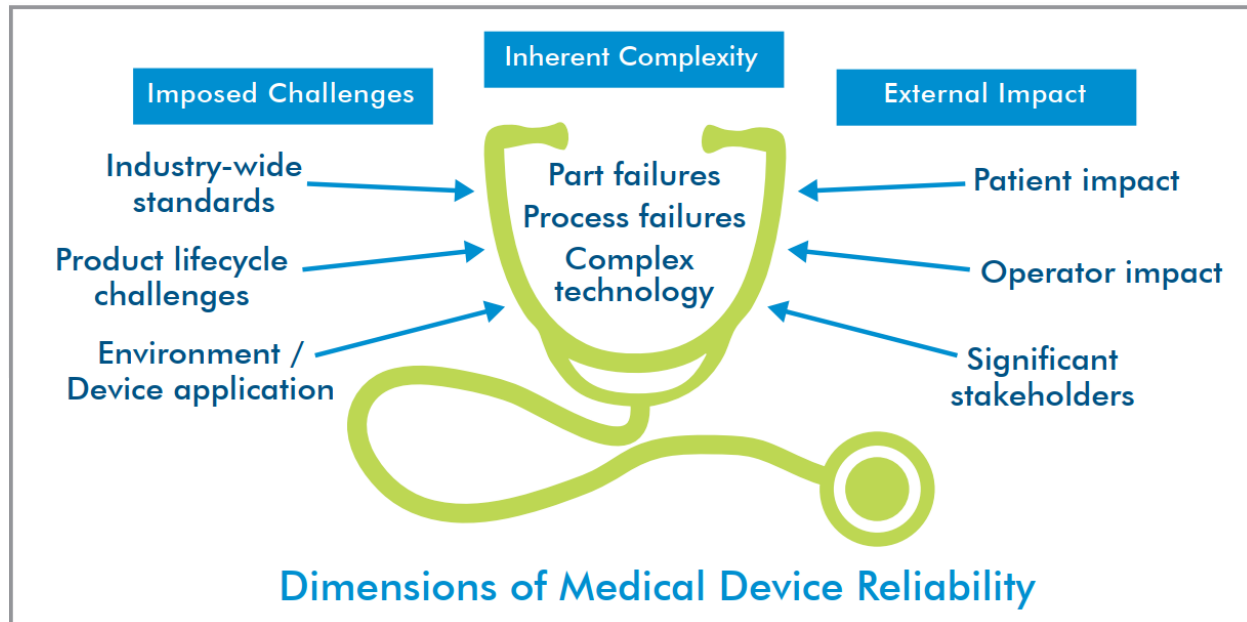 Inherent Complexity
Imposed Challenges
External Impact
Industry-wide
standards
Product lifecycle
challenges
Environment /
Device application
Part failures
Process failures
Complex
technology
Patient impact
Operator impact
Significant
stakeholders
Dimensions of Medical Device Reliability